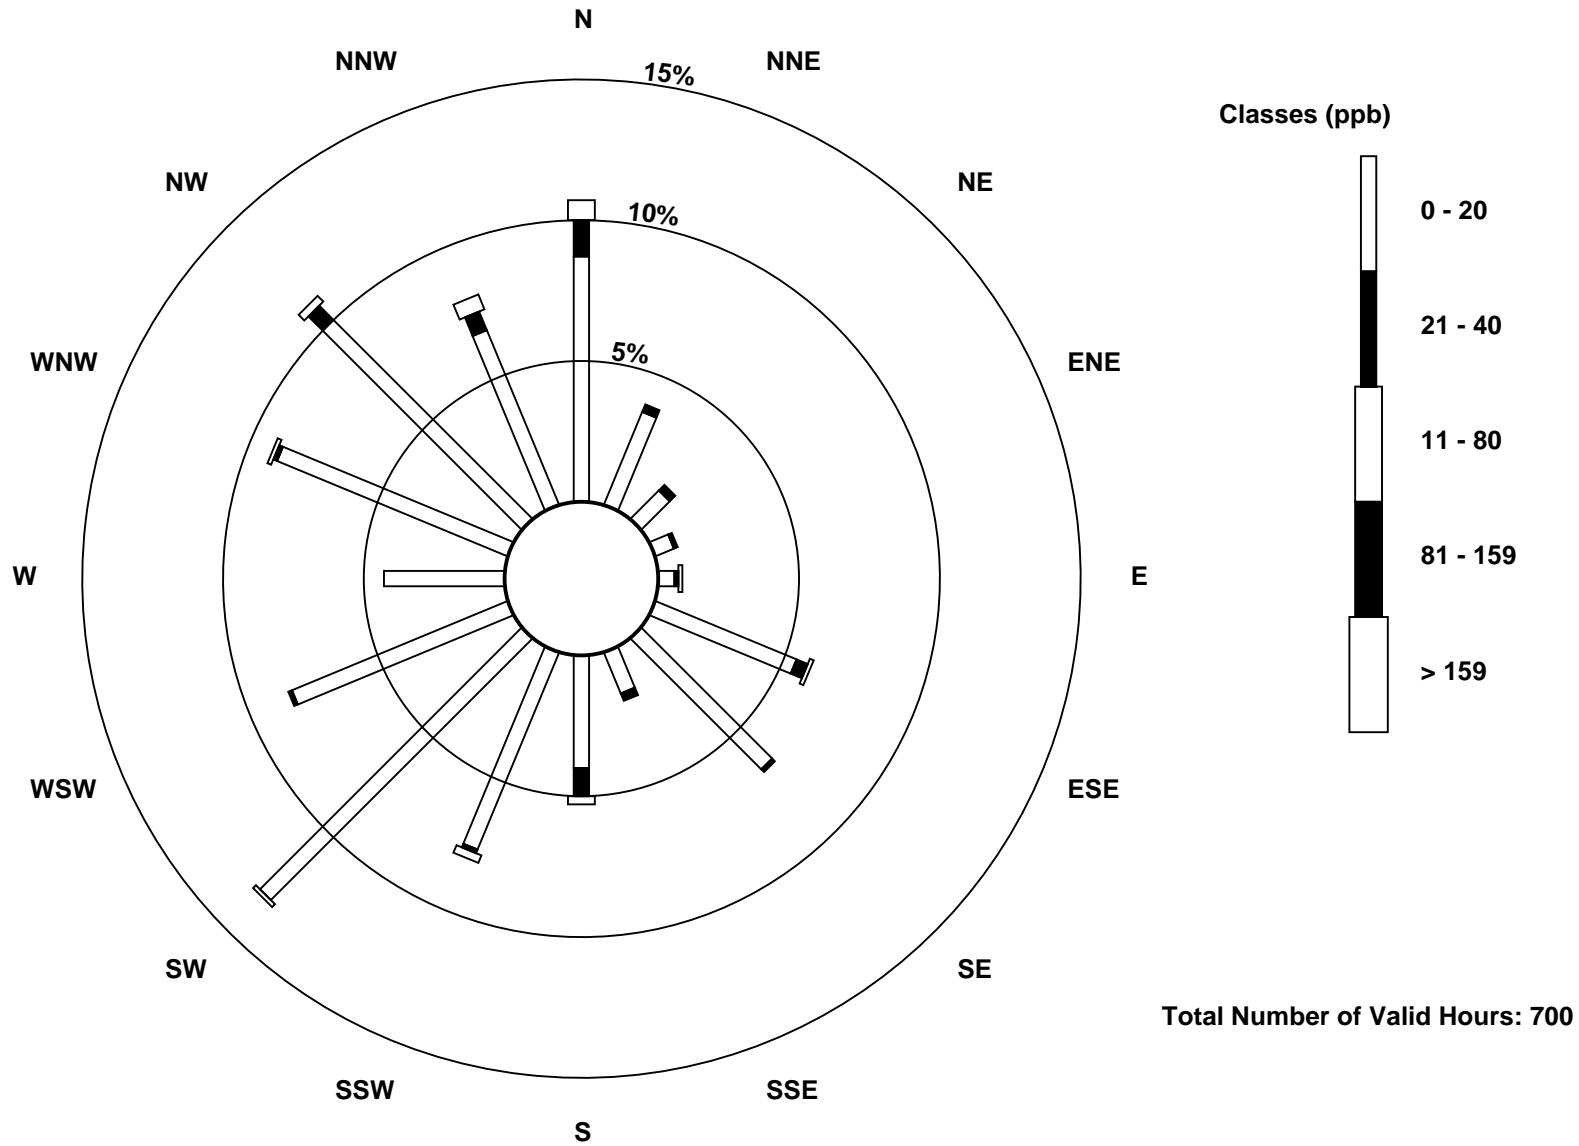 N
NNW
NNE
15%
Classes (ppb)
NW
NE
10%
0 - 20
21 - 40
5%
WNW
ENE
11 - 80
81 - 159
W
E
> 159
WSW
ESE
SW
SE
Total Number of Valid Hours: 700
SSW
SSE
S